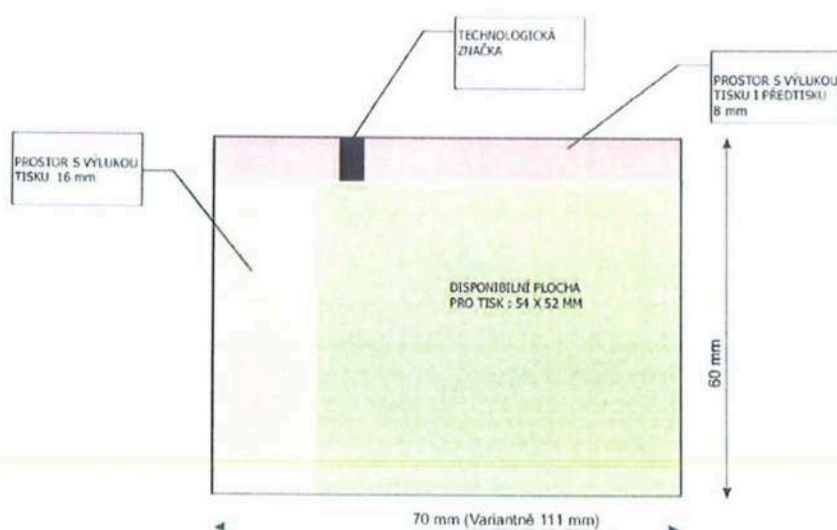 TECHNOLOGICKÁ
ZNAČKA
PROSTOR S VÝLUKOU
TISKU I PŘEDTISKU
8 mm
PROSTOR S VÝLUKOU
TISKU 16 mm
DISPONIBILNÍ PLOCHA
PRO TISK : 54 X 52 MM
60 mm
70 mm (Variantně 111 mm)